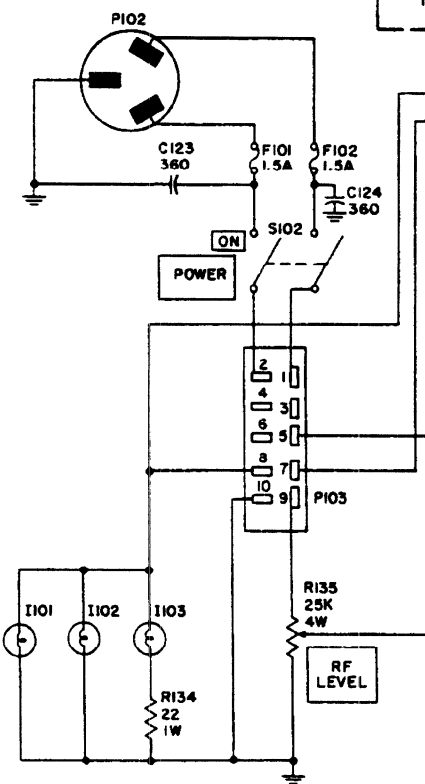 P102
C123
360
F101
1.5A
F102
1.5A
C124
360
S102
ON
POWER
2
1
4
3
6
5
8
7
10
9
P103
I101
I102
I103
R135
25K
4W
R134
22
1W
RF
LEVEL